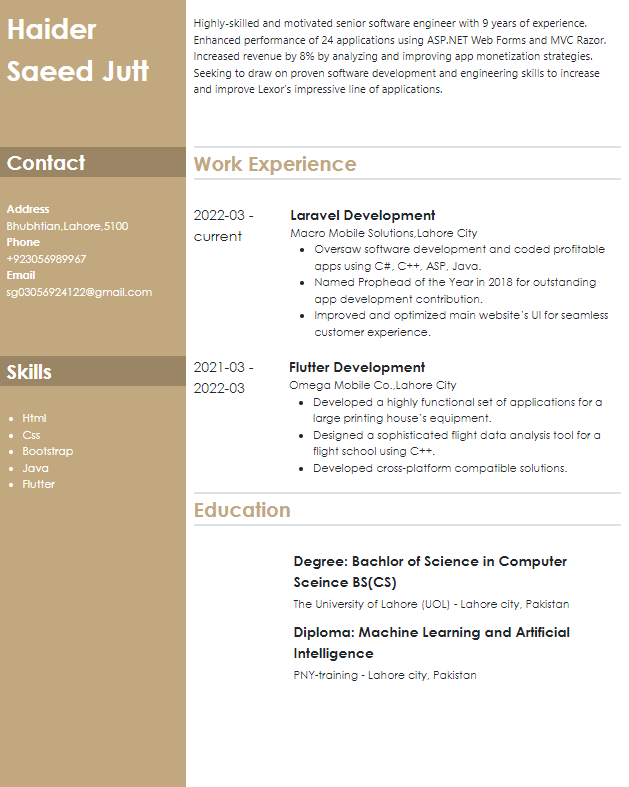 Haider
Saeed Jutt
Contact
Address
Bhubhtian,Lahore,5100
Phone
+923056989967
Email
sg03056924122@gmail.com
Skills
Html
Css
Bootstrap
Java
Flutter
Highly-skilled and motivated senior software engineer with 9 years of experience.
Enhanced performance of 24 applications using ASP.NET Web Forms and MVC Razor.
Increased revenue by 8% by analyzing and improving app monetization strategies.
Seeking to draw on proven software development and engineering skills to increase
and improve Lexor's impressive line of applications.
Work Experience
2022-03 -
current
Laravel Development
Macro Mobile Solutions,Lahore City
Oversaw software development and coded profitable
apps using C#, C++, ASP, Java.
Named Prophead of the Year in 2018 for outstanding
app development contribution.
Improved and optimized main website's UI for seamless
customer experience.
2021-03 -
2022-03
Flutter Development
Omega Mobile Co.,Lahore City
Developed a highly functional set of applications for a
large printing house's equipment.
Designed a sophisticated flight data analysis tool for a
flight school using C++.
Developed cross-platform compatible solutions.
Education
Degree: Bachlor of Science in Computer
Sceince BS(CS)
The University of Lahore (UOL) - Lahore city, Pakistan
Diploma: Machine Learning and Artificial
Intelligence
PNY-training - Lahore city, Pakistan